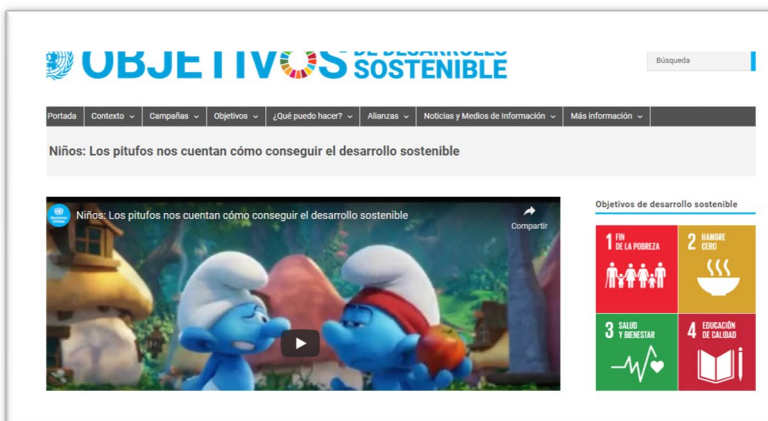 OBJETIVOS DE DESARROLLO
SOSTENIBLE
Búsqueda
Portada Contexto Campañas Objetivos ¿Qué puedo hacer? Alianzas Noticias y Medios de Información Más información
Niños: Los pitufos nos cuentan cómo conseguir el desarrollo sostenible
Niños: Los pitufos nos cuentan cómo conseguir el desarrollo sostenible
Compartir
Objetivos de desarrollo sostenible
1 FIN
DE LA POBREZA
2 HAMBRE
CERO
3 SALUD
Y BIENESTAR
4 EDUCACIÓN
DE CALIDAD